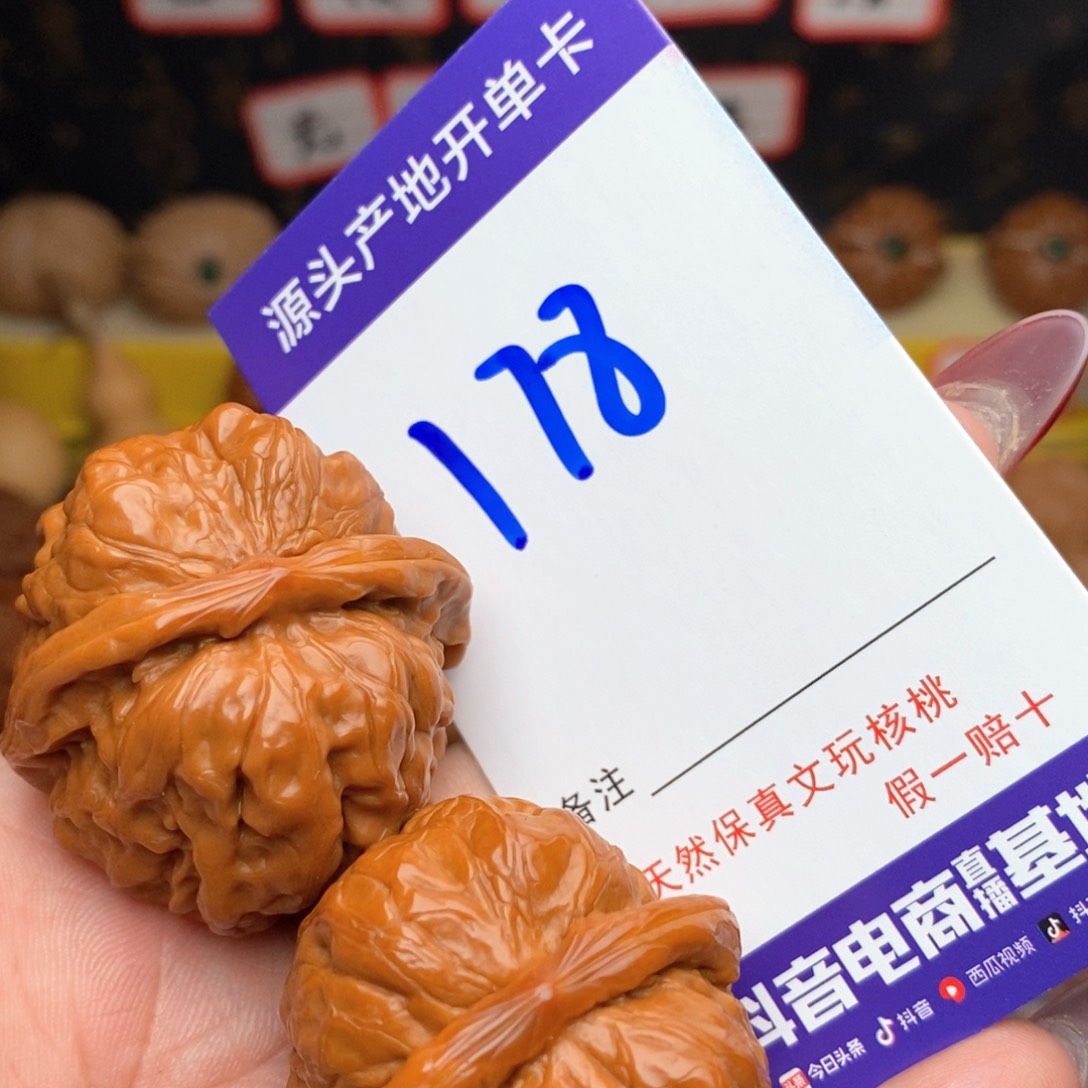 源头产地开单卡
178
备注
天然保真文玩核桃
假一赔十
抖音电商直播基地
今日头条 抖音 西瓜视频 抖